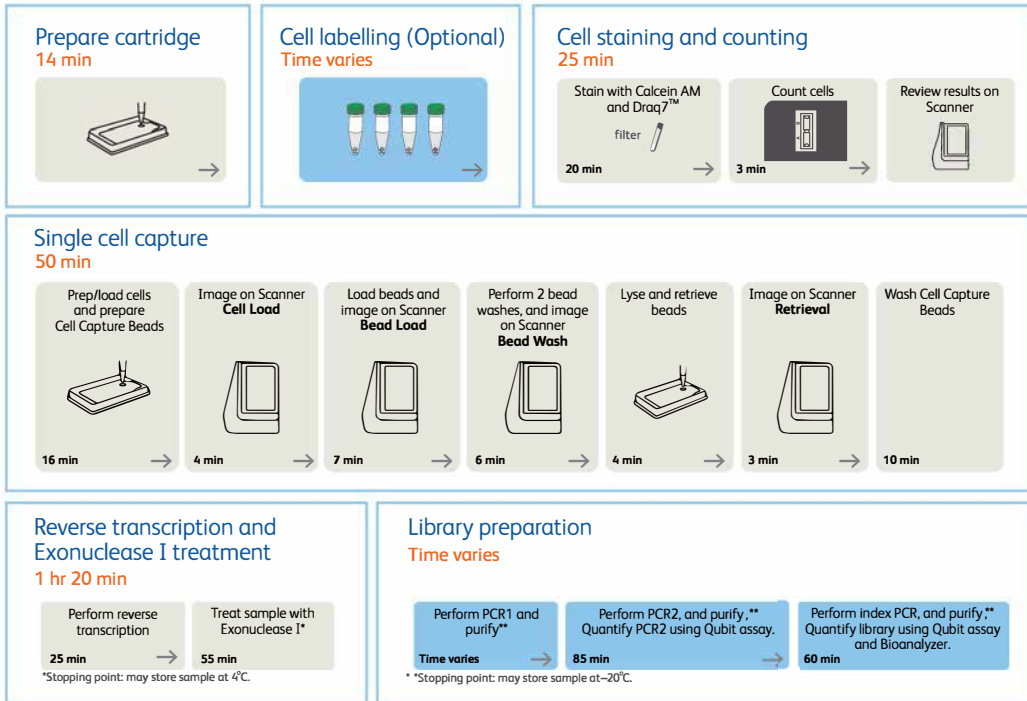 Prepare cartridge
14 min
Cell labelling (Optional)
Time varies
Cell staining and counting
25 min
Stain with Calcein AM
and Draq7™
filter
20 min
Count cells
3 min
Review results on
Scanner
Single cell capture
50 min
Prep/load cells
and prepare
Cell Capture Beads
16 min
Image on Scanner
Cell Load
4 min
Load beads and
image on Scanner
Bead Load
7 min
Perform 2 bead
washes, and image
on Scanner
Bead Wash
6 min
Lyse and retrieve
beads
4 min
Image on Scanner
Retrieval
3 min
Wash Cell Capture
Beads
10 min
Reverse transcription and
Exonuclease I treatment
1 hr 20 min
Perform reverse
transcription
25 min
Treat sample with
Exonuclease I*
55 min
*Stopping point: may store sample at 4°C.
Library preparation
Time varies
Perform PCR1 and
purify**
Time varies
Perform PCR2, and purify,**
Quantify PCR2 using Qubit assay.
85 min
Perform index PCR, and purify,**
Quantify library using Qubit assay
and Bioanalyzer.
60 min
* *Stopping point: may store sample at–20°C.